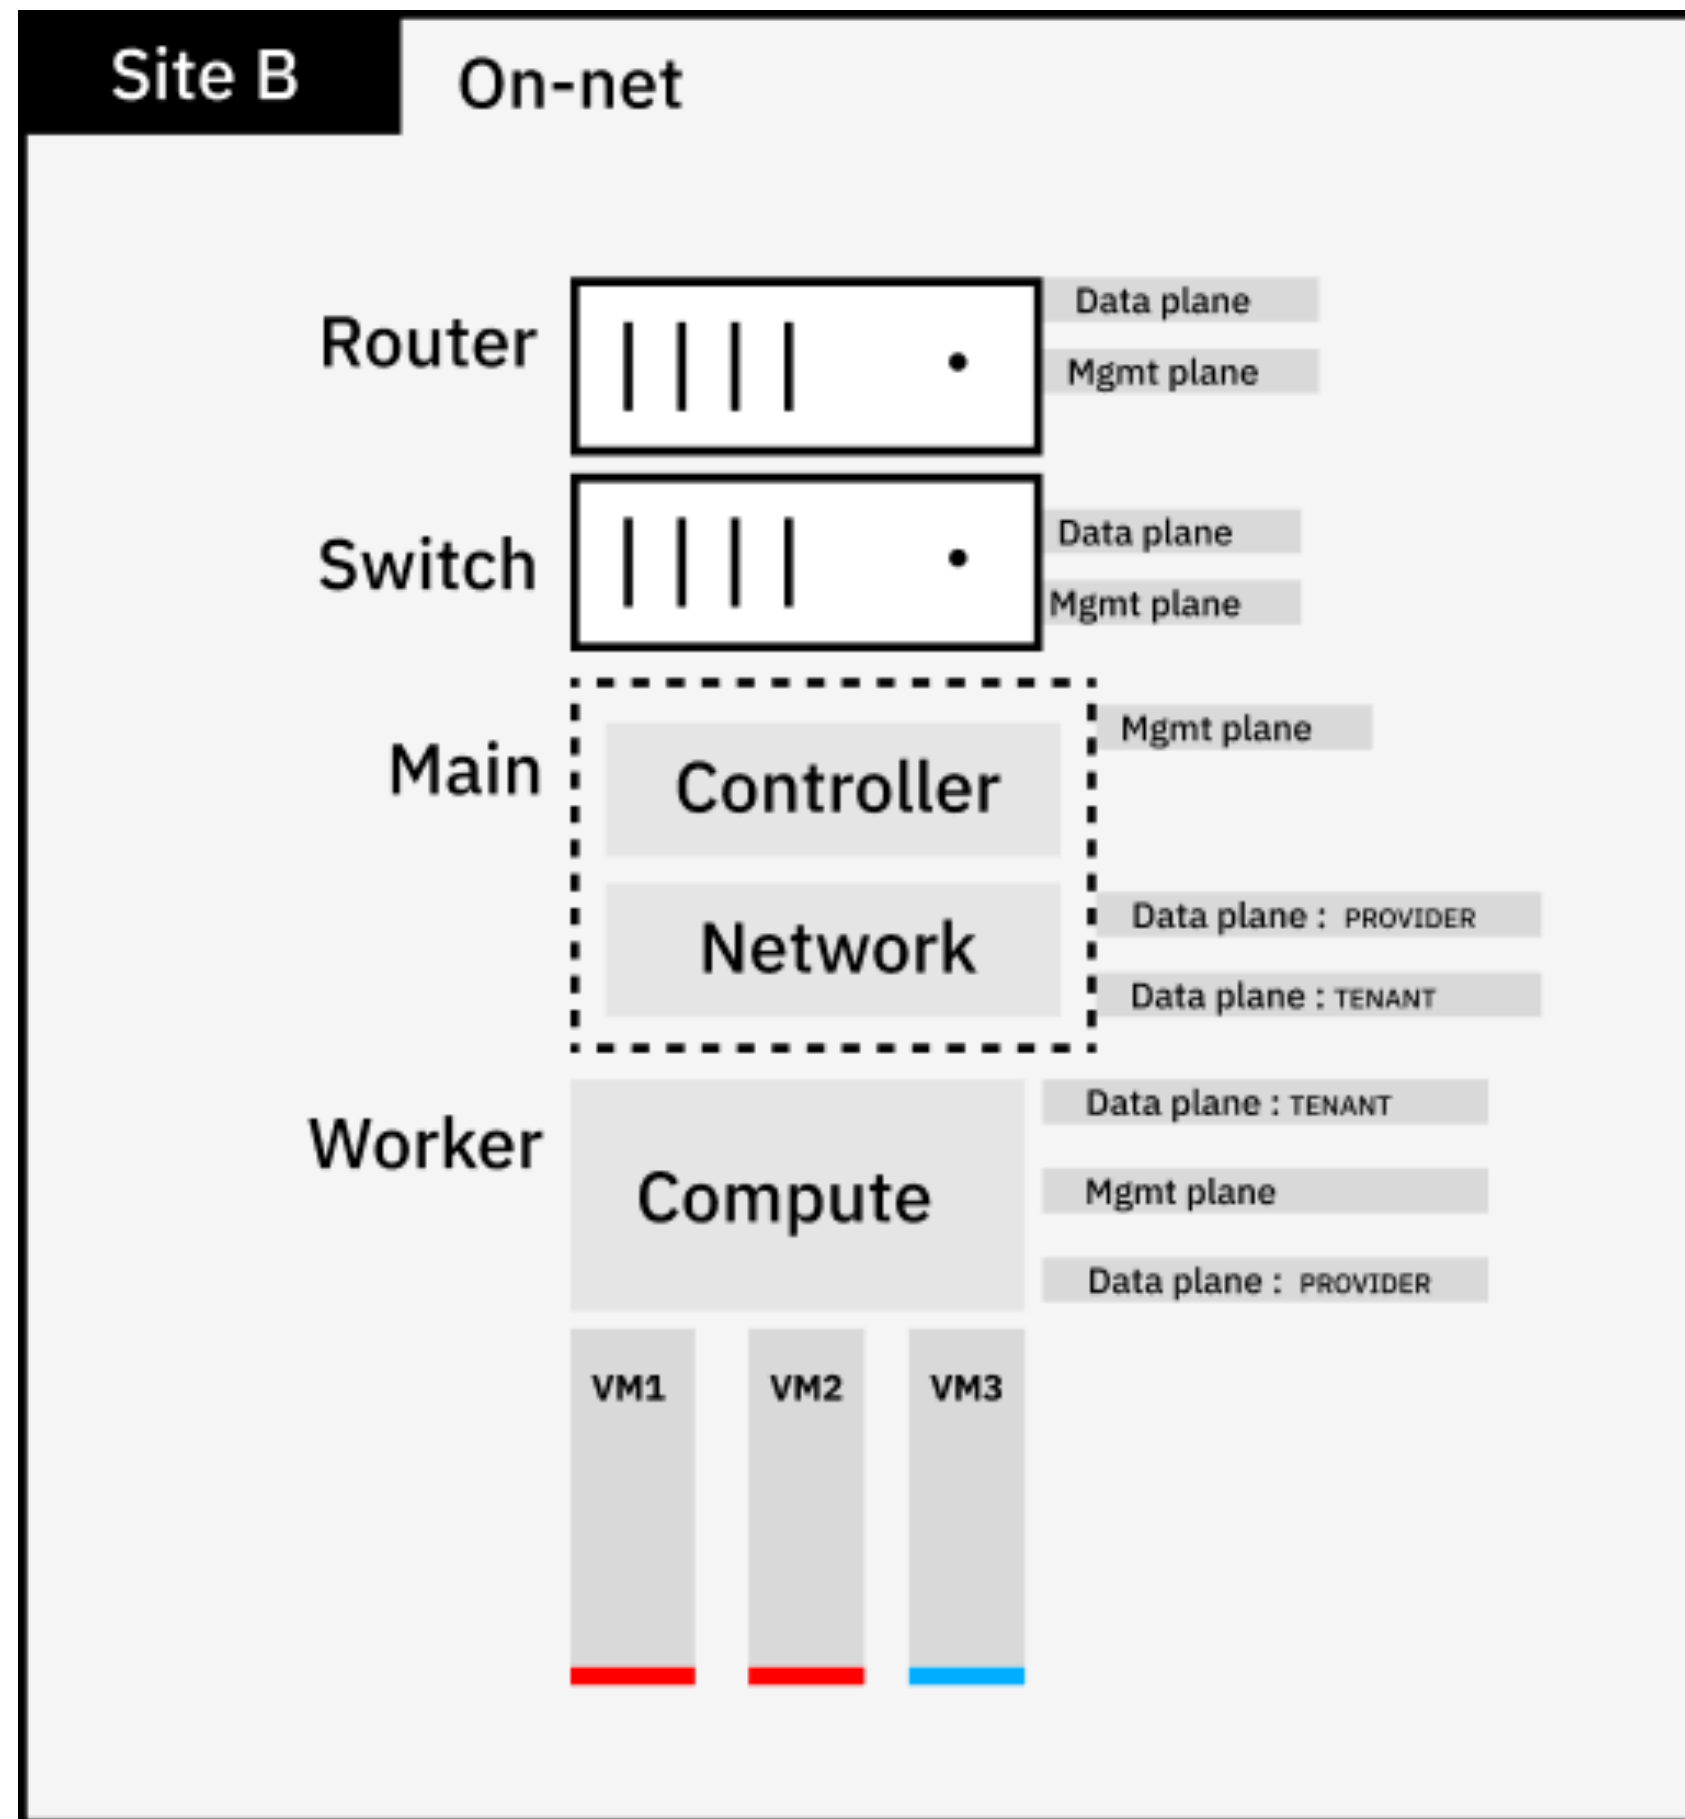 Site B
On-net
Router
Data plane
Mgmt plane
Switch
Data plane
Mgmt plane
Main
Controller
Mgmt plane
Network
Data plane : PROVIDER
Data plane : TENANT
Worker
Compute
Data plane : TENANT
Mgmt plane
Data plane : PROVIDER
VM1
VM2
VM3